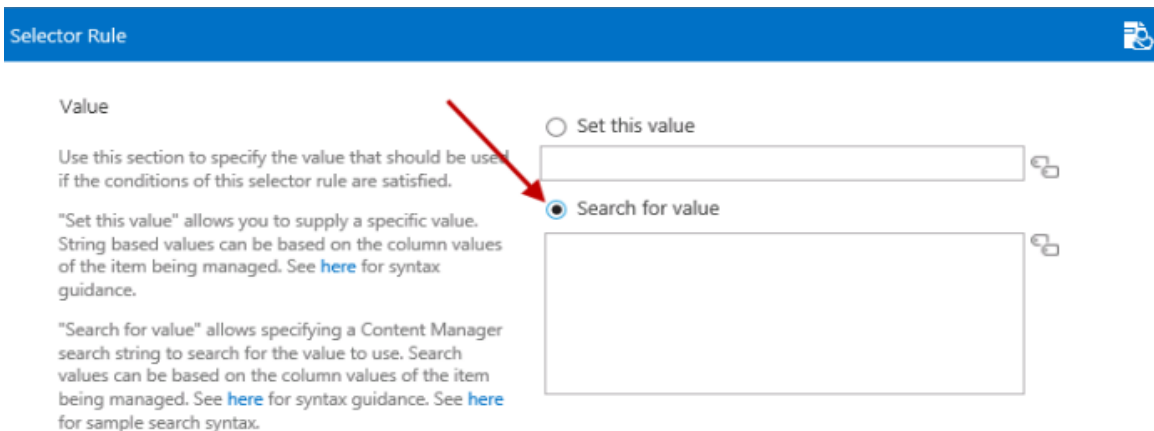 Selector Rule
Value
Use this section to specify the value that should be used
if the conditions of this selector rule are satisfied.
"Set this value" allows you to supply a specific value.
String based values can be based on the column values
of the item being managed. See here for syntax
guidance.
"Search for value" allows specifying a Content Manager
search string to search for the value to use. Search
values can be based on the column values of the item
being managed. See here for syntax guidance. See here
for sample search syntax.
Set this value
Search for value